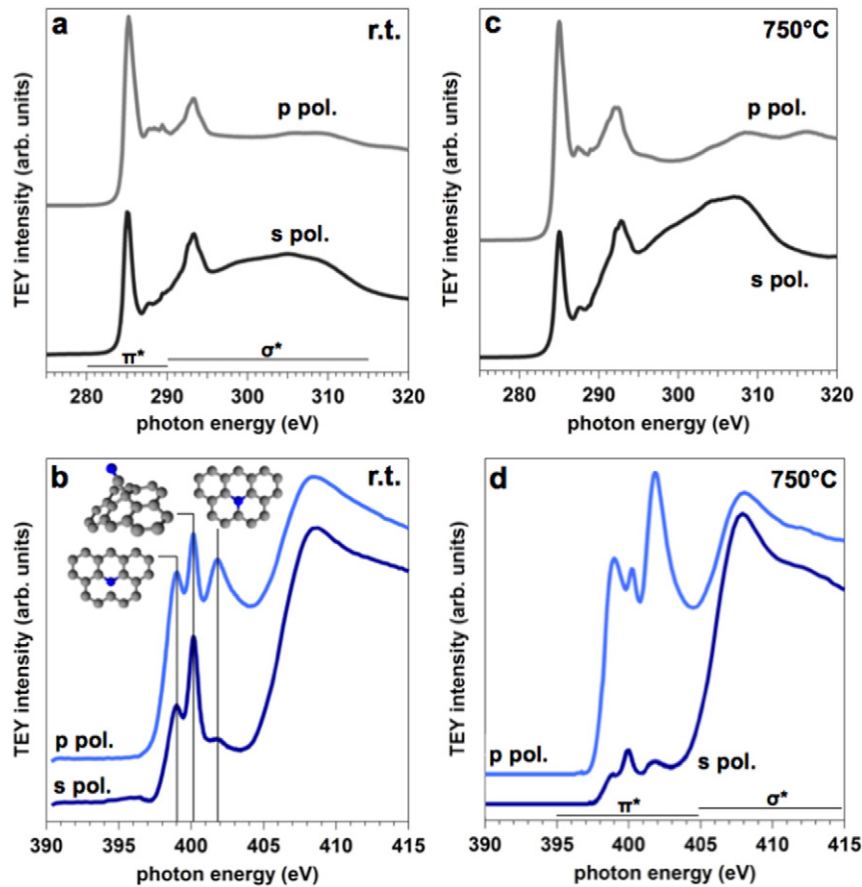 a
r.t.
p pol.
s pol.
π*
σ*
TEY intensity (arb. units)
280 290 300 310 320
photon energy (eV)
c
750°C
p pol.
s pol.
TEY intensity (arb. units)
280 290 300 310 320
photon energy (eV)
b
r.t.
p pol.
s pol.
TEY intensity (arb. units)
390 395 400 405 410 415
photon energy (eV)
d
750°C
p pol.
s pol.
π*
σ*
TEY intensity (arb. units)
390 395 400 405 410 415
photon energy (eV)